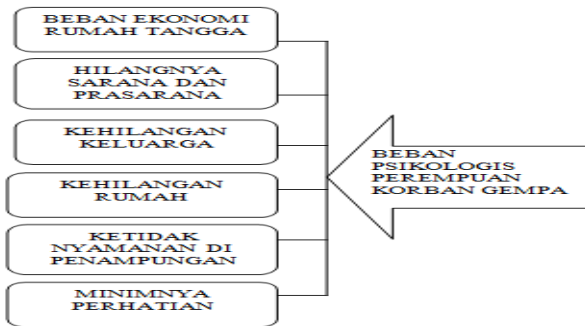 BEBAN EKONOMI
RUMAH TANGGA
HILANGNYA
SARANA DAN
PRASARANA
KEHILANGAN
KELUARGA
KEHILANGAN
RUMAH
KETIDAK
NYAMANAN DI
PENAMPUNGAN
MINIMNYA
PERHATIAN
BEBAN
PSIKOLOGIS
PEREMPUAN
KORBAN GEMPA